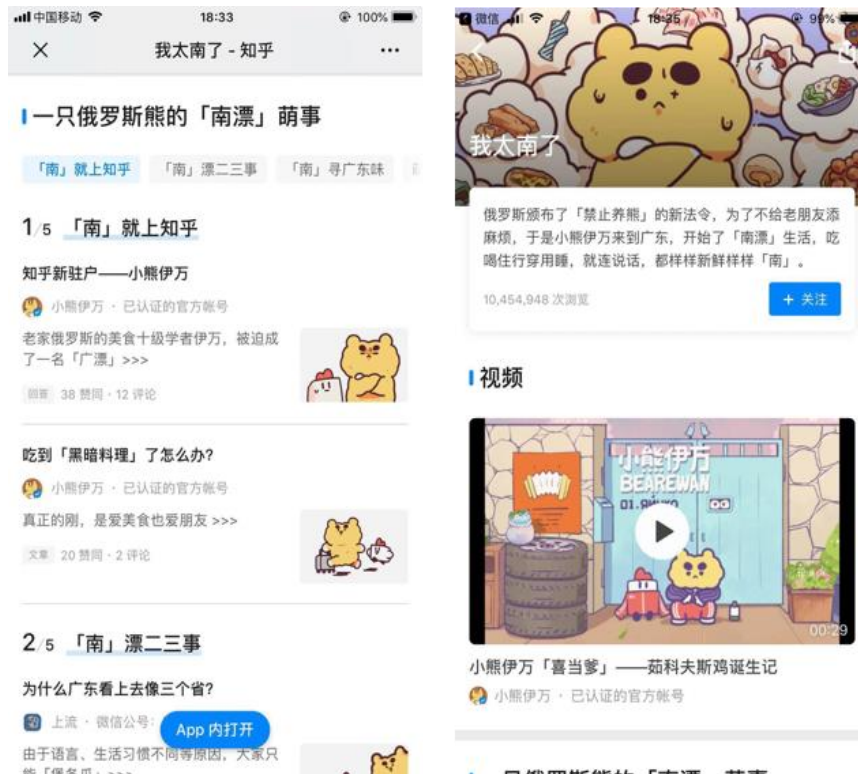 中国移动
18:33
100%
我太南了 - 知乎
一只俄罗斯熊的「南漂」萌事
「南」就上知乎
「南」漂二三事
「南」寻广东味
1/5 「南」就上知乎
知乎新驻户——小熊伊万
小熊伊万 · 已认证的官方帐号
老家俄罗斯的美食十级学者伊万，被迫成
了一名「广漂」>>>
回答 38 赞同 · 12 评论
吃到「黑暗料理」了怎么办?
小熊伊万 · 已认证的官方帐号
真正的刚，是爱美食也爱朋友 >>>
文章 20 赞同 · 2 评论
2/5 「南」漂二三事
为什么广东看上去像三个省?
上流 · 微信公号:
App 内打开
由于语言、生活习惯不同等原因，大家只
微信
18:35
99%
我太南了
俄罗斯颁布了「禁止养熊」的新法令，为了不给老朋友添
麻烦，于是小熊伊万来到广东，开始了「南漂」生活，吃
喝住行穿用睡，就连说话，都样样新鲜样样「南」。
10,454,948 次浏览
+ 关注
视频
小熊伊万
BEAREWAN
00:29
小熊伊万「喜当爹」——茹科夫斯鸡诞生记
小熊伊万 · 已认证的官方帐号
一只俄罗斯熊的「南漂」萌事